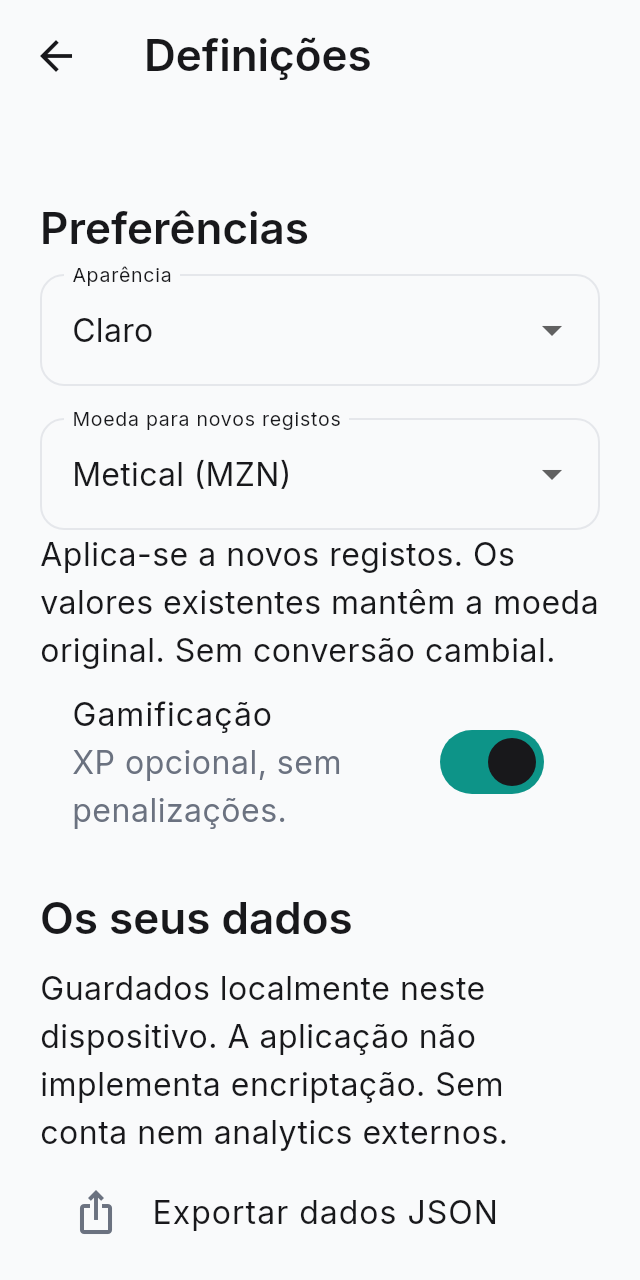 Definições
Preferências
Aparência
Claro
Moeda para novos registos
Metical (MZN)
Aplica-se a novos registos. Os
valores existentes mantêm a moeda
original. Sem conversão cambial.
Gamificação
XP opcional, sem
penalizações.
Os seus dados
Guardados localmente neste
dispositivo. A aplicação não
implementa encriptação. Sem
conta nem analytics externos.
Exportar dados JSON